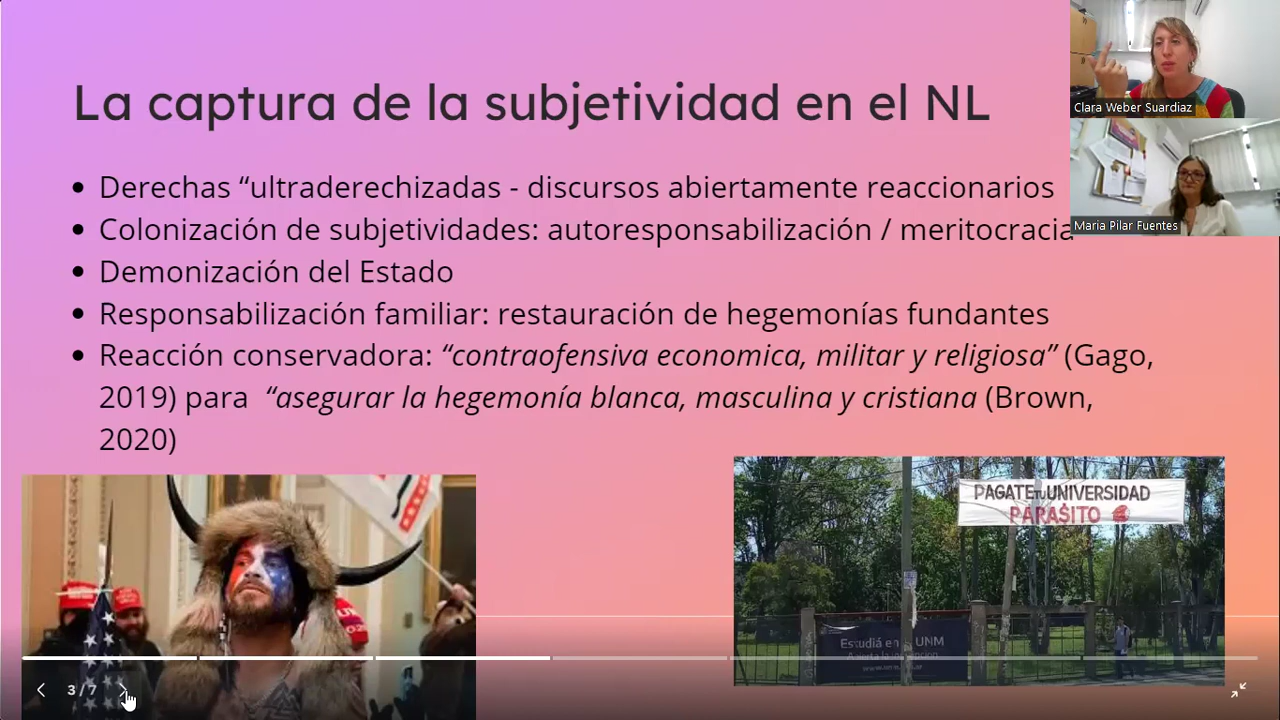 La captura de la subjetividad en el NL
Derechas “ultraderechizadas - discursos abiertamente reaccionarios
Colonización de subjetividades: autoresponsabilización / meritocracia
Demonización del Estado
Responsabilización familiar: restauración de hegemonías fundantes
Reacción conservadora: “contraofensiva economica, militar y religiosa” (Gago,
2019) para “asegurar la hegemonía blanca, masculina y cristiana (Brown,
2020)
Clara Weber Suardiaz
Maria Pilar Fuentes
PAGATE TU UNIVERSIDAD
PARÁSITO
Estudiá en UNM
3 / 7